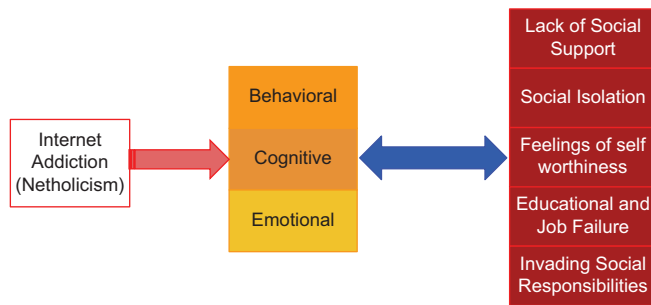 Internet
Addiction
(Netholicism)
Behavioral
Cognitive
Emotional
Lack of Social
Support
Social Isolation
Feelings of self
worthiness
Educational and
Job Failure
Invading Social
Responsibilities